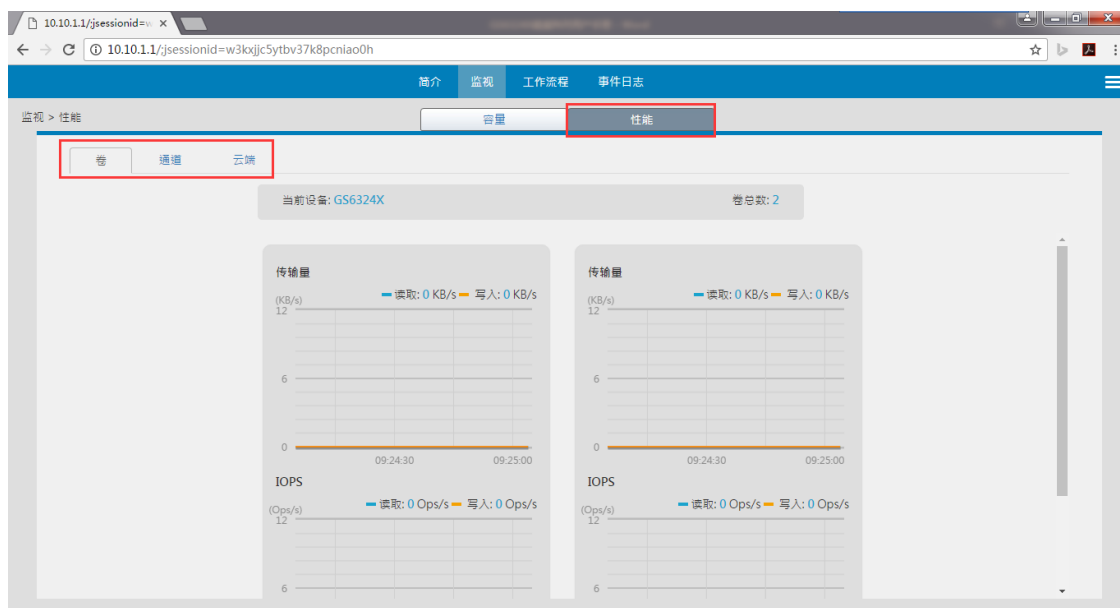 10.10.1.1/;jsessionid=w
10.10.1.1/;jsessionid=w3kxjjc5ytbv37k8pcniao0h
简介 监视 工作流程 事件日志
监视 > 性能
容量 性能
卷 通道 云端
当前设备: GS6324X 卷总数: 2
传输量 传输量
(KB/s) 读取: 0 KB/s 写入: 0 KB/s (KB/s) 读取: 0 KB/s 写入: 0 KB/s
12 12
6 6
0 0
09:24:30 09:25:00 09:24:30 09:25:00
IOPS IOPS
(Ops/s) 读取: 0 Ops/s 写入: 0 Ops/s (Ops/s) 读取: 0 Ops/s 写入: 0 Ops/s
12 12
6 6